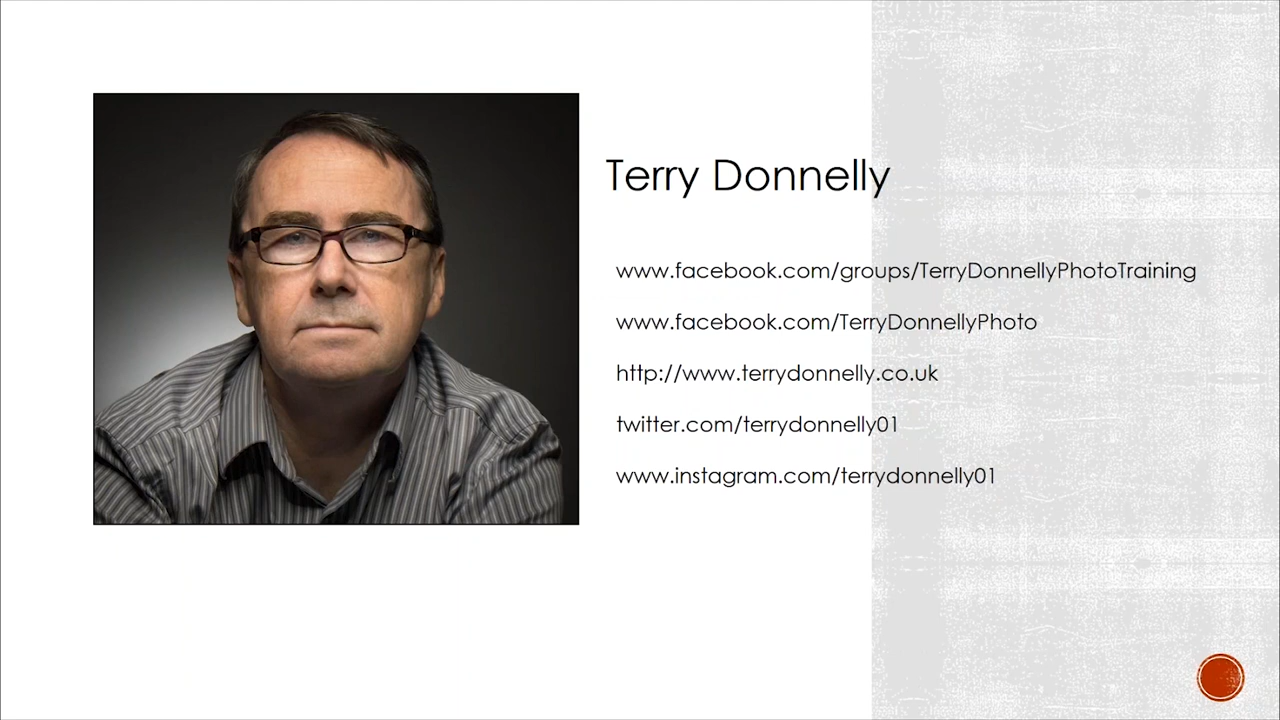 Terry Donnelly
www.facebook.com/groups/TerryDonnellyPhotoTraining
www.facebook.com/TerryDonnellyPhoto
http://www.terrydonnelly.co.uk
twitter.com/terrydonnelly01
www.instagram.com/terrydonnelly01